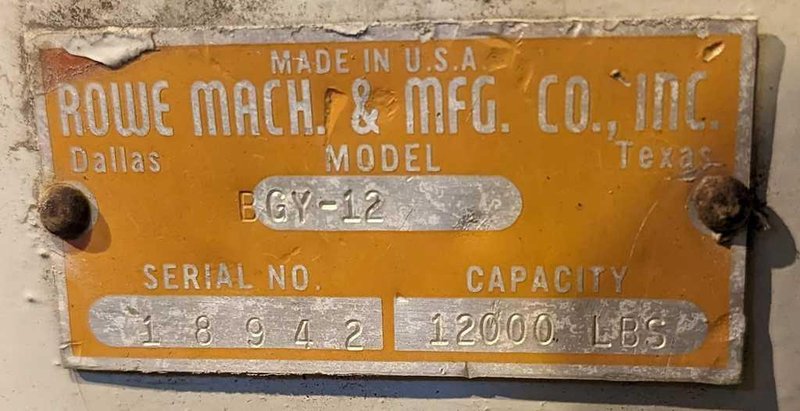 MADE IN U.S.A
ROWE MACH. & MFG. CO., INC.
Dallas MODEL Texas
BGY-12
SERIAL NO. CAPACITY
18942 12000 LBS